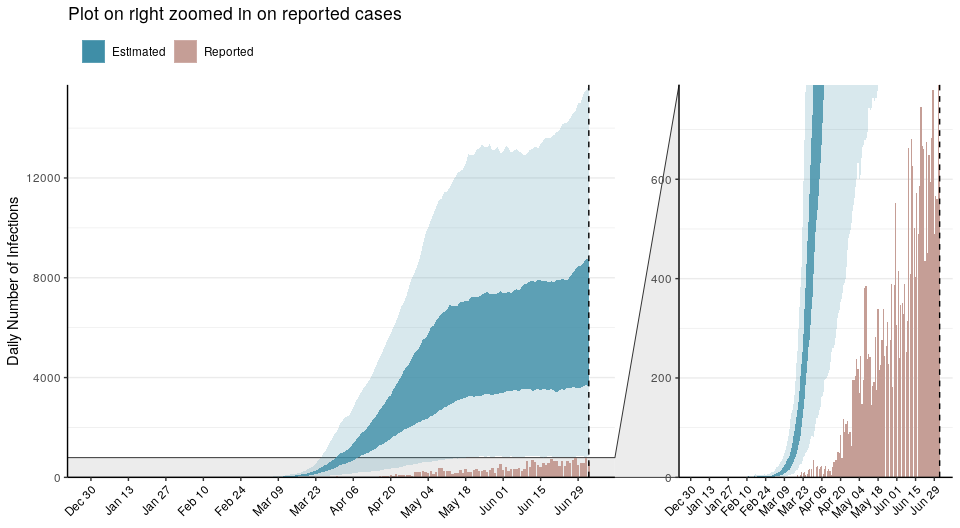 Plot on right zoomed in on reported cases
Estimated Reported
Daily Number of Infections
12000
8000
4000
0
Dec 30 Jan 13 Jan 27 Feb 10 Feb 24 Mar 09 Mar 23 Apr 06 Apr 20 May 04 May 18 Jun 01 Jun 15 Jun 29
600
400
200
0
Dec 30 Jan 13 Jan 27 Feb 10 Feb 24 Mar 09 Mar 23 Apr 06 Apr 20 May 04 May 18 Jun 01 Jun 15 Jun 29